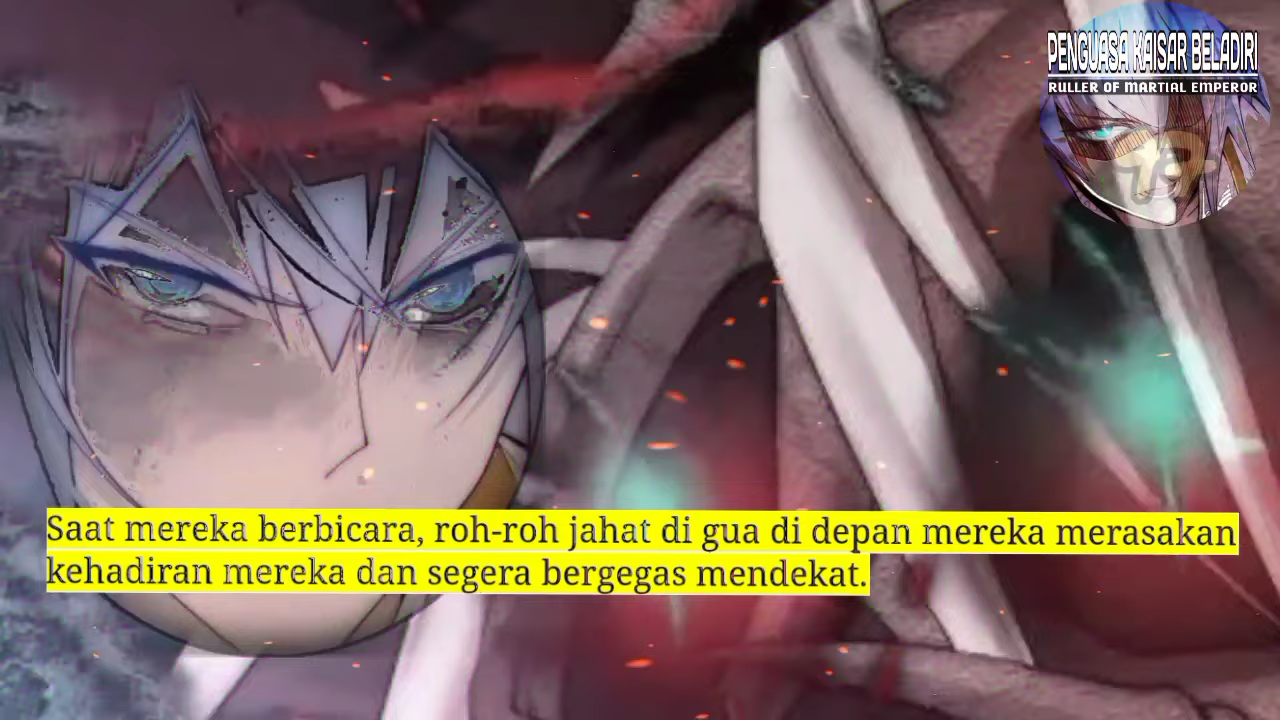 PENGUASA KAISAR BELADIRI
RULLER OF MARTIAL EMPEROR
Saat mereka berbicara, roh-roh jahat di gua di depan mereka merasakan
kehadiran mereka dan segera bergegas mendekat.